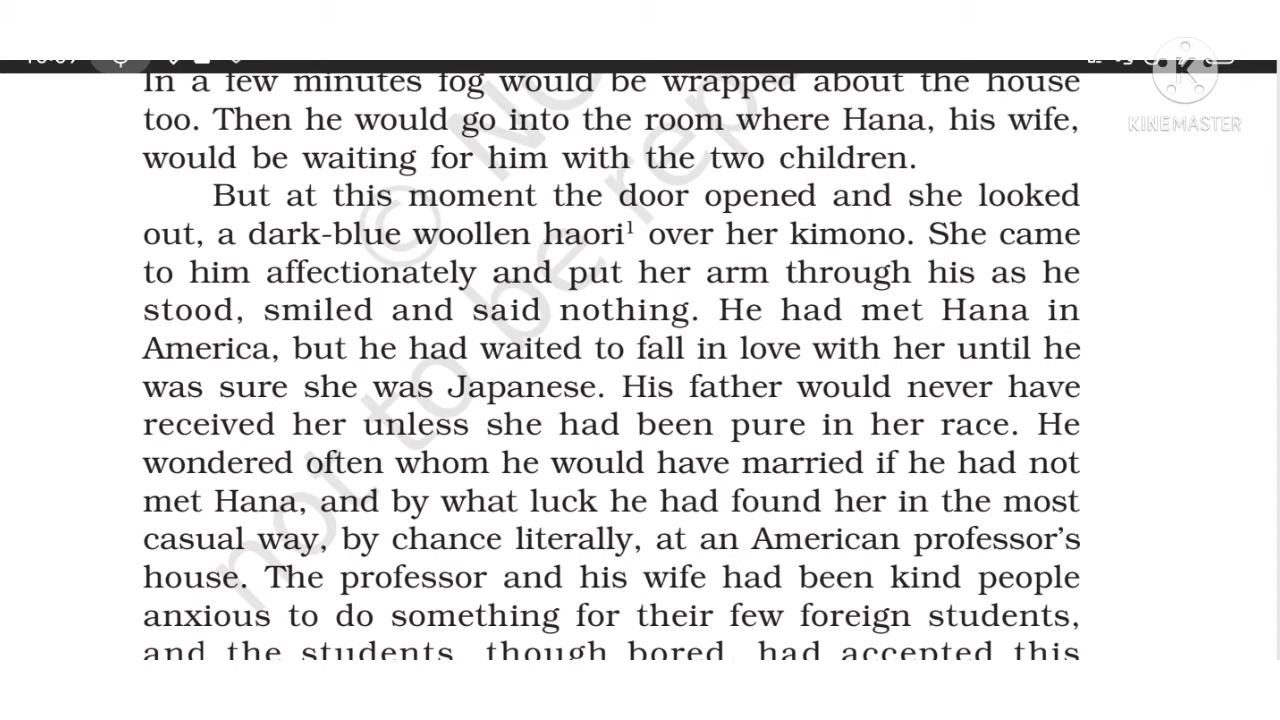 KINEMASTER
In a few minutes fog would be wrapped about the house
too. Then he would go into the room where Hana, his wife,
would be waiting for him with the two children.
But at this moment the door opened and she looked
out, a dark-blue woollen haori¹ over her kimono. She came
to him affectionately and put her arm through his as he
stood, smiled and said nothing. He had met Hana in
America, but he had waited to fall in love with her until he
was sure she was Japanese. His father would never have
received her unless she had been pure in her race. He
wondered often whom he would have married if he had not
met Hana, and by what luck he had found her in the most
casual way, by chance literally, at an American professor's
house. The professor and his wife had been kind people
anxious to do something for their few foreign students,
and the students, though bored, had accepted this
not to be rep